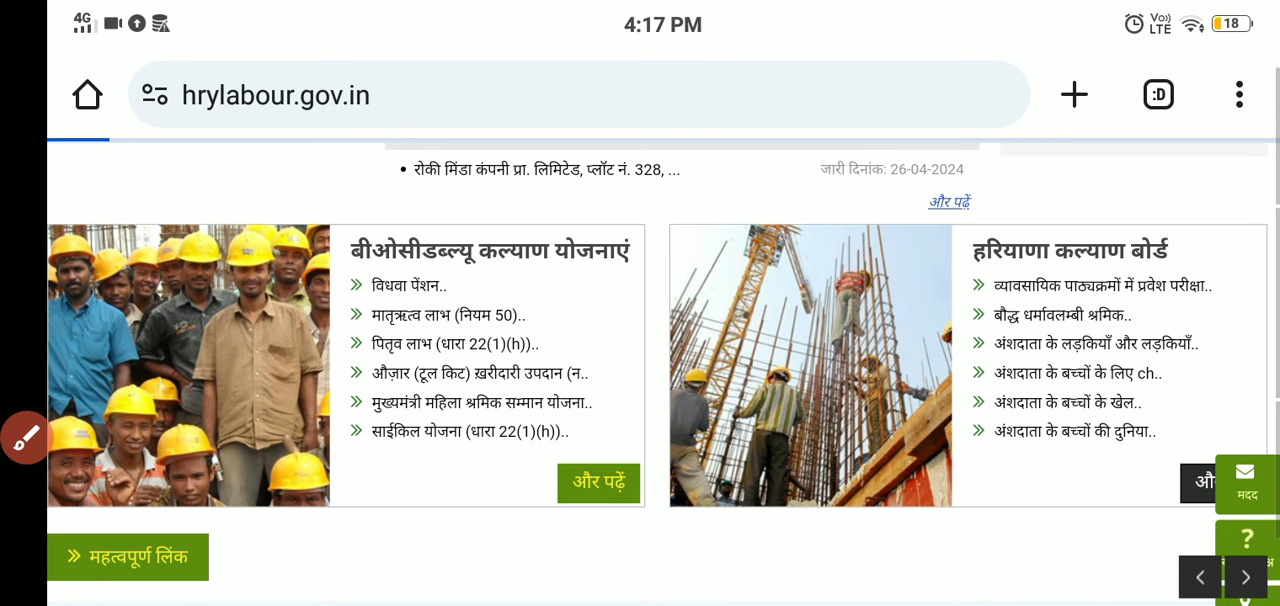 4G
4:17 PM
Vo)) LTE
18
hrylabour.gov.in
:D
• रोकी मिंडा कंपनी प्रा. लिमिटेड, प्लॉट नं. 328, ...
जारी दिनांक: 26-04-2024
और पढ़ें
बीओसीडब्ल्यू कल्याण योजनाएं
विधवा पेंशन..
मातृऋत्व लाभ (नियम 50)..
पितृव लाभ (धारा 22(1)(h))..
औज़ार (टूल किट) ख़रीदारी उपदान (न..
मुख्यमंत्री महिला श्रमिक सम्मान योजना..
साईकिल योजना (धारा 22(1)(h))..
और पढ़ें
हरियाणा कल्याण बोर्ड
व्यावसायिक पाठ्यक्रमों में प्रवेश परीक्षा..
बौद्ध धर्मावलम्बी श्रमिक..
अंशदाता के लड़कियाँ और लड़कियाँ..
अंशदाता के बच्चों के लिए ch..
अंशदाता के बच्चों के खेल..
अंशदाता के बच्चों की दुनिया..
औ
मदद
?
महत्वपूर्ण लिंक